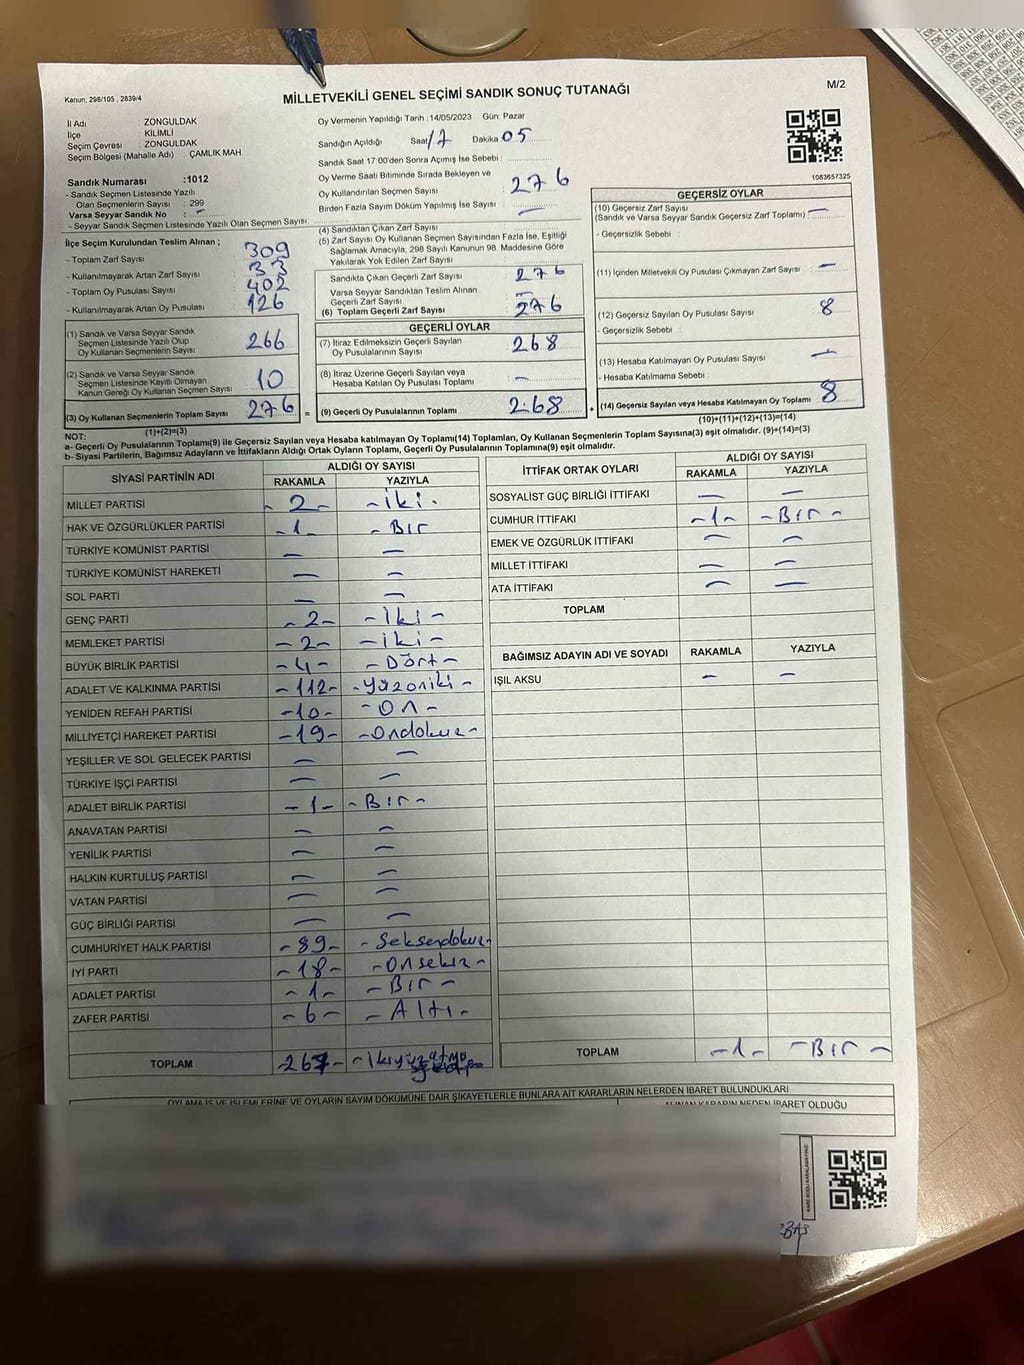 Kanun; 298/105 , 2839/4
MİLLETVEKİLİ GENEL SEÇİMİ SANDIK SONUÇ TUTANAĞI
M/2
İl Adı : ZONGULDAK
İlçe : KİLİMLİ
Seçim Çevresi : ZONGULDAK
Seçim Bölgesi (Mahalle Adı) : ÇAMLIK MAH
Sandık Numarası :1012
- Sandık Seçmen Listesinde Yazılı
Olan Seçmenlerin Sayısı : 299
Varsa Seyyar Sandık No : –
- Seyyar Sandık Seçmen Listesinde Yazılı Olan Seçmen Sayısı:
Oy Vermenin Yapıldığı Tarih :14/05/2023 Gün: Pazar
Sandığın Açıldığı Saat 17 Dakika 05
Sandık Saat 17:00'den Sonra Açımış İse Sebebi :
Oy Verme Saati Bitiminde Sırada Bekleyen ve
Oy Kullandırılan Seçmen Sayısı 276
Birden Fazla Sayım Döküm Yapılmış İse Sayısı : –
1083657325
İlçe Seçim Kurulundan Teslim Alınan ;
- Toplam Zarf Sayısı : 309
- Kullanılmayarak Artan Zarf Sayısı : 33
- Toplam Oy Pusulası Sayısı : 402
- Kullanılmayarak Artan Oy Pusulası : 126
(1) Sandık ve Varsa Seyyar Sandık
Seçmen Listesinde Yazılı Olup
Oy Kullanan Seçmenlerin Sayısı 266
(2) Sandık ve Varsa Seyyar Sandık
Seçmen Listesinde Kayıtlı Olmayan
Kanun Gereği Oy Kullanan Seçmen Sayısı 10
(3) Oy Kullanan Seçmenlerin Toplam Sayısı 276 =
(1)+(2)=(3)
(4) Sandıktan Çıkan Zarf Sayısı
(5) Zarf Sayısı Oy Kullanan Seçmen Sayısından Fazla İse, Eşitliği
Sağlamak Amacıyla, 298 Sayılı Kanunun 98. Maddesine Göre
Yakılarak Yok Edilen Zarf Sayısı
Sandıkta Çıkan Geçerli Zarf Sayısı 276
Varsa Seyyar Sandıktan Teslim Alınan
Geçerli Zarf Sayısı –
(6) Toplam Geçerli Zarf Sayısı 276
GEÇERLİ OYLAR
(7) İtiraz Edilmeksizin Geçerli Sayılan
Oy Pusulalarının Sayısı 268
(8) İtiraz Üzerine Geçerli Sayılan veya
Hesaba Katılan Oy Pusulası Toplamı –
(9) Geçerli Oy Pusulalarının Toplamı 268 +
GEÇERSİZ OYLAR
(10) Geçersiz Zarf Sayısı –
(Sandık ve Varsa Seyyar Sandık Geçersiz Zarf Toplamı)
- Geçersizlik Sebebi :
(11) İçinden Milletvekili Oy Pusulası Çıkmayan Zarf Sayısı : –
(12) Geçersiz Sayılan Oy Pusulası Sayısı : 8
- Geçersizlik Sebebi :
(13) Hesaba Katılmayan Oy Pusulası Sayısı : –
- Hesaba Katılmama Sebebi :
(14) Geçersiz Sayılan veya Hesaba Katılmayan Oy Toplamı 8
(10)+(11)+(12)+(13)=(14)
NOT:
a- Geçerli Oy Pusulalarının Toplamı(9) ile Geçersiz Sayılan veya Hesaba katılmayan Oy Toplamı(14) Toplamları, Oy Kullanan Seçmenlerin Toplam Sayısına(3) eşit olmalıdır. (9)+(14)=(3)
b- Siyasi Partilerin, Bağımsız Adayların ve İttifakların Aldığı Ortak Oyların Toplamı, Geçerli Oy Pusulalarının Toplamına(9) eşit olmalıdır.
SİYASİ PARTİNİN ADI ALDIĞI OY SAYISI
RAKAMLA YAZIYLA
MİLLET PARTİSİ - 2 - - iki -
HAK VE ÖZGÜRLÜKLER PARTİSİ - 1 - - Bir
TÜRKİYE KOMÜNİST PARTİSİ – –
TÜRKİYE KOMÜNİST HAREKETİ – –
SOL PARTİ – –
GENÇ PARTİ - 2 - - iki -
MEMLEKET PARTİSİ - 2 - - iki -
BÜYÜK BİRLİK PARTİSİ - 4 - - Dört -
ADALET VE KALKINMA PARTİSİ - 112 - - Yüzoniki -
YENİDEN REFAH PARTİSİ - 10 - - On -
MİLLİYETÇİ HAREKET PARTİSİ - 19 - - Ondokuz -
YEŞİLLER VE SOL GELECEK PARTİSİ – –
TÜRKİYE İŞÇİ PARTİSİ – –
ADALET BİRLİK PARTİSİ - 1 - - Bir -
ANAVATAN PARTİSİ – –
YENİLİK PARTİSİ – –
HALKIN KURTULUŞ PARTİSİ – –
VATAN PARTİSİ – –
GÜÇ BİRLİĞİ PARTİSİ – –
CUMHURİYET HALK PARTİSİ - 89 - - Seksendokuz -
İYİ PARTİ - 18 - - Onsekiz -
ADALET PARTİSİ - 1 - - Bir -
ZAFER PARTİSİ - 6 - - Altı -
TOPLAM - 267 - - ikiyüzatmış
İTTİFAK ORTAK OYLARI ALDIĞI OY SAYISI
RAKAMLA YAZIYLA
SOSYALİST GÜÇ BİRLİĞİ İTTİFAKI – –
CUMHUR İTTİFAKI - 1 - - Bir -
EMEK VE ÖZGÜRLÜK İTTİFAKI – –
MİLLET İTTİFAKI – –
ATA İTTİFAKI – –
TOPLAM
BAĞIMSIZ ADAYIN ADI VE SOYADI RAKAMLA YAZIYLA
IŞIL AKSU – –
TOPLAM - 1 - - Bir -
OYLAMA İŞ VE İŞLEMLERİNE VE OYLARIN SAYIM DÖKÜMÜNE DAİR ŞİKAYETLERLE BUNLARA AİT KARARLARIN NELERDEN İBARET BULUNDUKLARI
ALINAN KARARIN NEDEN İBARET OLDUĞU